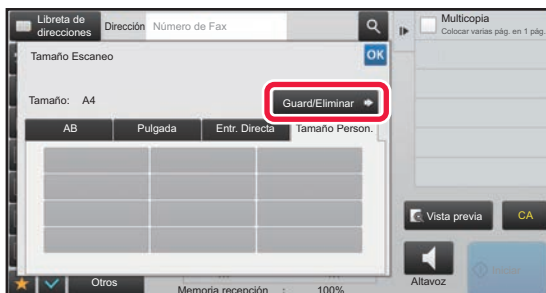 Libreta de
direcciones
Dirección
Número de Fax
Multicopia
Colocar varias pág. en 1 pág.
Tamaño Escaneo
OK
Tamaño: A4
Guard/Eliminar
AB
Pulgada
Entr. Directa
Tamaño Person.
Vista previa
CA
Otros
Memoria recepción : 100%
Altavoz